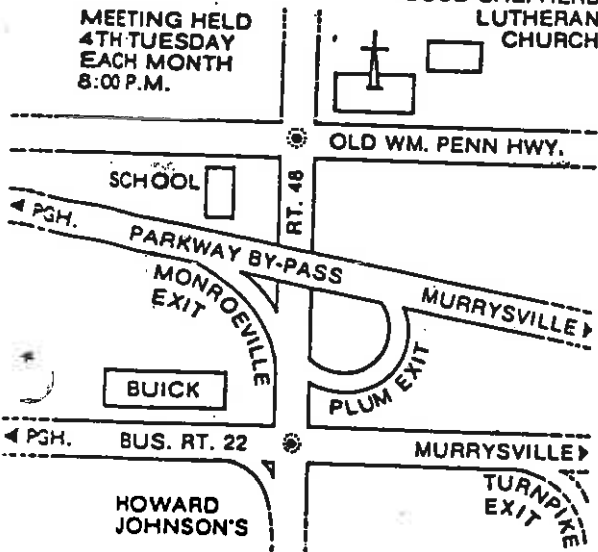 MEETING HELD
4TH TUESDAY
EACH MONTH
8:00 P.M.
LUTHERAN
CHURCH
OLD WM. PENN HWY.
SCHOOL
RT. 48
◀ PGH.
PARKWAY BY-PASS
MURRYSVILLE ▶
MONROEVILLE
EXIT
PLUM EXIT
BUICK
◀ PGH.
BUS. RT. 22
MURRYSVILLE ▶
TURNPIKE
EXIT
HOWARD
JOHNSON'S